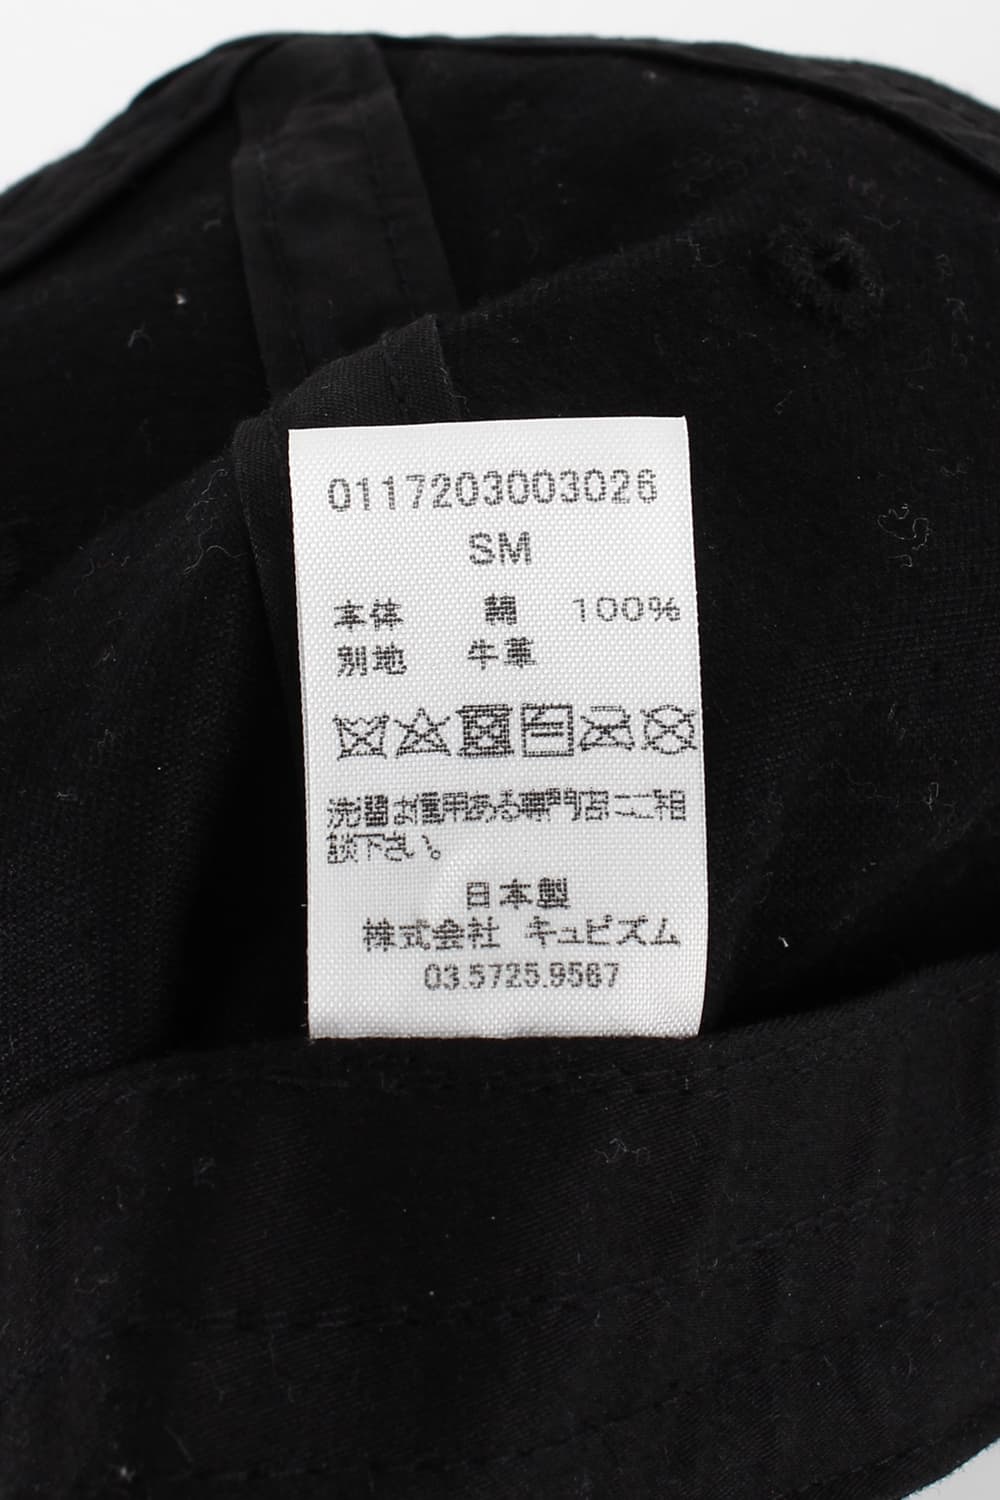 0117203003026
SM
本体 綿 100%
別地 牛革
洗濯お信用ある専門店にご相
談下さい。
日本製
株式会社 キュビズム
03.5725.9567